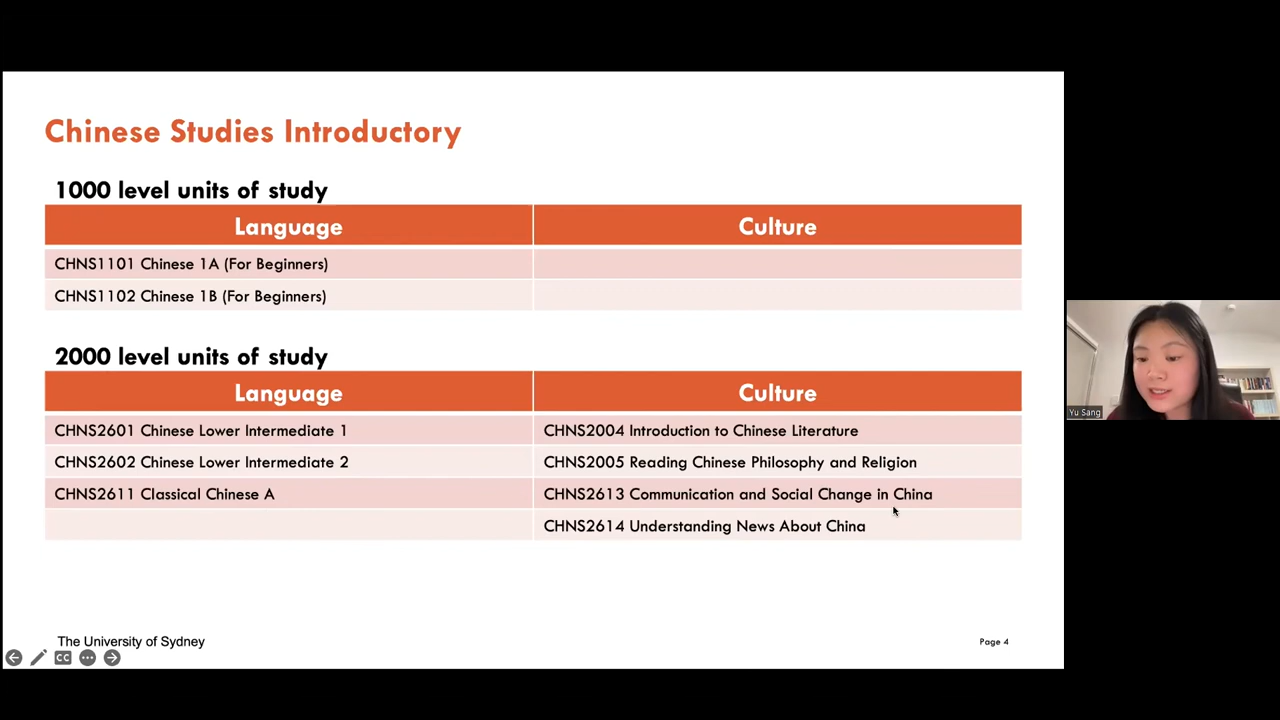 Chinese Studies Introductory
1000 level units of study
Language Culture
CHNS1101 Chinese 1A (For Beginners)
CHNS1102 Chinese 1B (For Beginners)
2000 level units of study
Language Culture
CHNS2601 Chinese Lower Intermediate 1 CHNS2004 Introduction to Chinese Literature
CHNS2602 Chinese Lower Intermediate 2 CHNS2005 Reading Chinese Philosophy and Religion
CHNS2611 Classical Chinese A CHNS2613 Communication and Social Change in China
CHNS2614 Understanding News About China
The University of Sydney Page 4
CC
Yu Sang